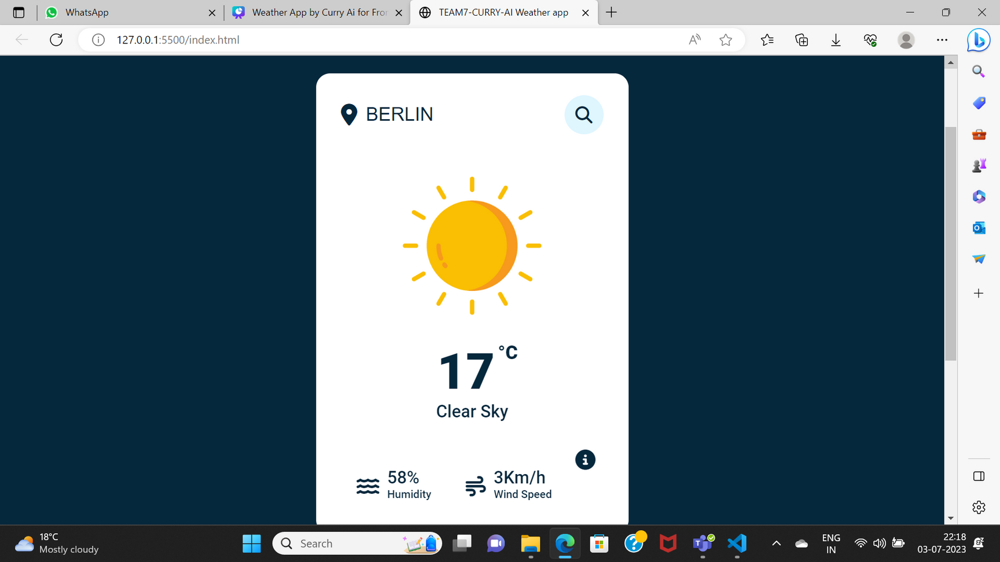 WhatsApp
Weather App by Curry Ai for Fron
TEAM7-CURRY-AI Weather app
127.0.0.1:5500/index.html
BERLIN
17 °C
Clear Sky
58%
Humidity
3Km/h
Wind Speed
18°C
Mostly cloudy
Search
ENG
IN
22:18
03-07-2023